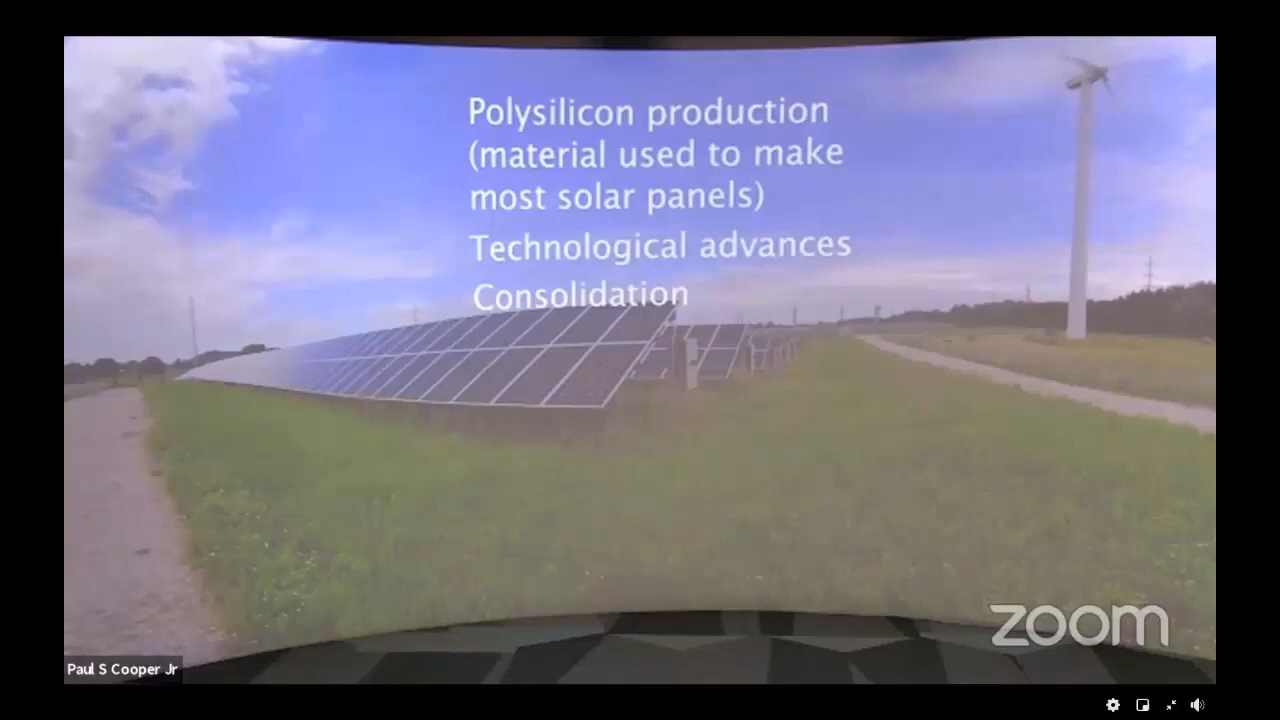 Polysilicon production
(material used to make
most solar panels)
Technological advances
Consolidation
zoom
Paul S Cooper Jr